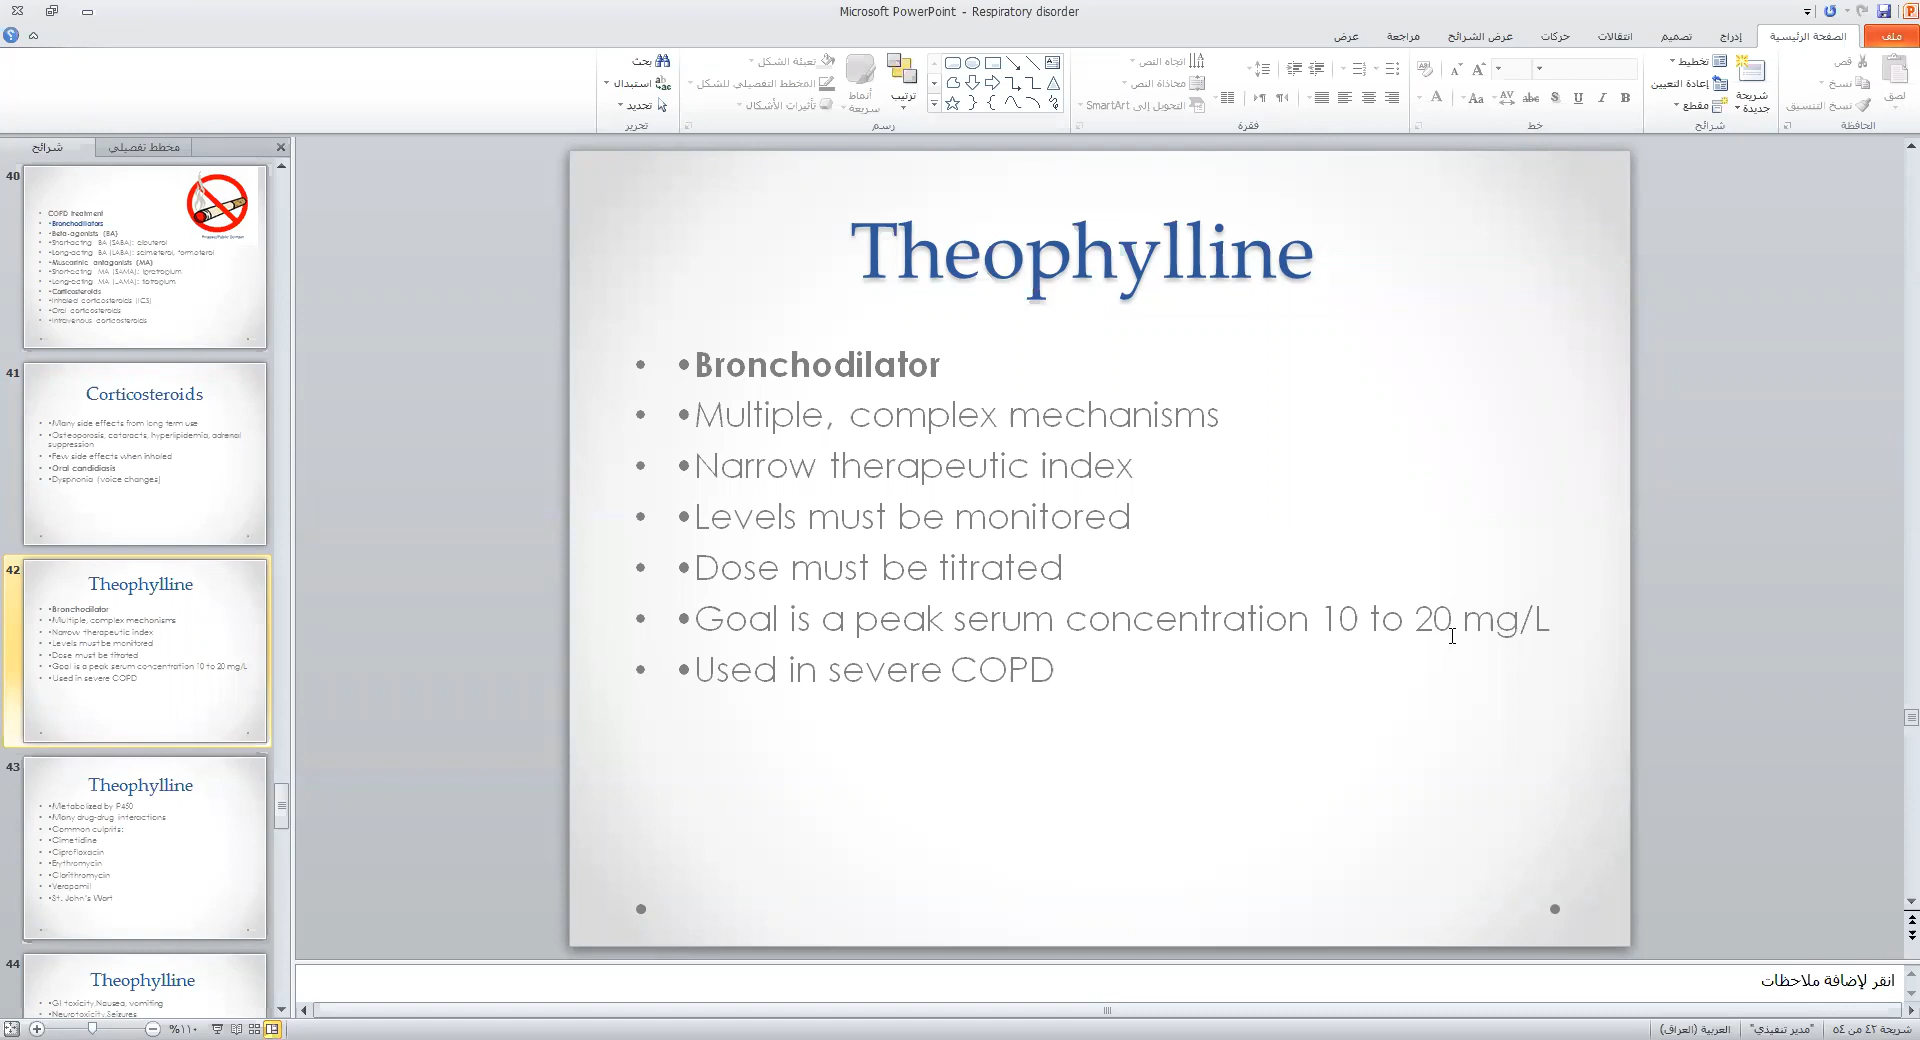 Microsoft PowerPoint - Respiratory disorder
ملف
الصفحة الرئيسية
إدراج
تصميم
انتقالات
حركات
عرض الشرائح
مراجعة
عرض
لصق
قص
نسخ
نسخ التنسيق
الحافظة
شريحة
جديدة
تخطيط
إعادة التعيين
مقطع
شرائح
خط
اتجاه النص
محاذاة النص
التحويل إلى SmartArt
فقرة
ترتيب
أنماط
سريعة
تعبئة الشكل
المخطط التفصيلي للشكل
تأثيرات الأشكال
رسم
بحث
استبدال
تحديد
تحرير
شرائح
مخطط تفصيلي
40
COPD treatment
•Bronchodilators
•Beta-agonists (BA)
•Short-acting BA (SABA): albuterol
•Long-acting BA (LABA): salmeterol, formoterol
•Muscarinic antagonists (MA)
•Short-acting MA (SAMA): ipratropium
•Long-acting MA (LAMA): tiotropium
•Corticosteroids
•Inhaled corticosteroids (ICS)
•Oral corticosteroids
•Intravenous corticosteroids
41
Corticosteroids
•Many side effects from long term use
•Osteoporosis, cataracts, hyperlipidemia, adrenal
suppression
•Few side effects when inhaled
•Oral candidiasis
•Dysphonia (voice changes)
42
Theophylline
•Bronchodilator
•Multiple, complex mechanisms
•Narrow therapeutic index
•Levels must be monitored
•Dose must be titrated
•Goal is a peak serum concentration 10 to 20 mg/L
•Used in severe COPD
43
Theophylline
•Metabolized by P450
•Many drug-drug interactions
•Common culprits:
•Cimetidine
•Ciprofloxacin
•Erythromycin
•Clarithromycin
•Verapamil
•St. John's Wort
44
Theophylline
•GI toxicity,Nausea, vomiting
•Neurotoxicity,Seizures
Theophylline
• •Bronchodilator
• •Multiple, complex mechanisms
• •Narrow therapeutic index
• •Levels must be monitored
• •Dose must be titrated
• •Goal is a peak serum concentration 10 to 20 mg/L
• •Used in severe COPD
انقر لإضافة ملاحظات
شريحة ٤٢ من ٥٤
"مدير تنفيذي"
العربية (العراق)
%١١٠